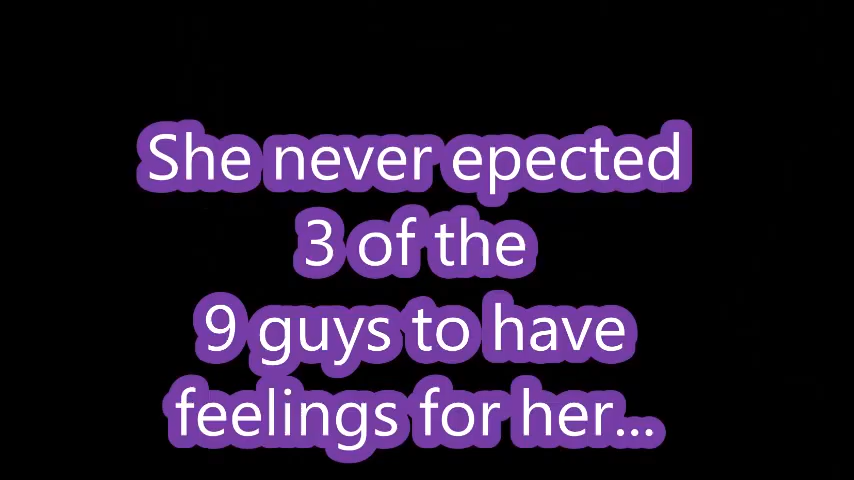 She never epected
3 of the
9 guys to have
feelings for her...